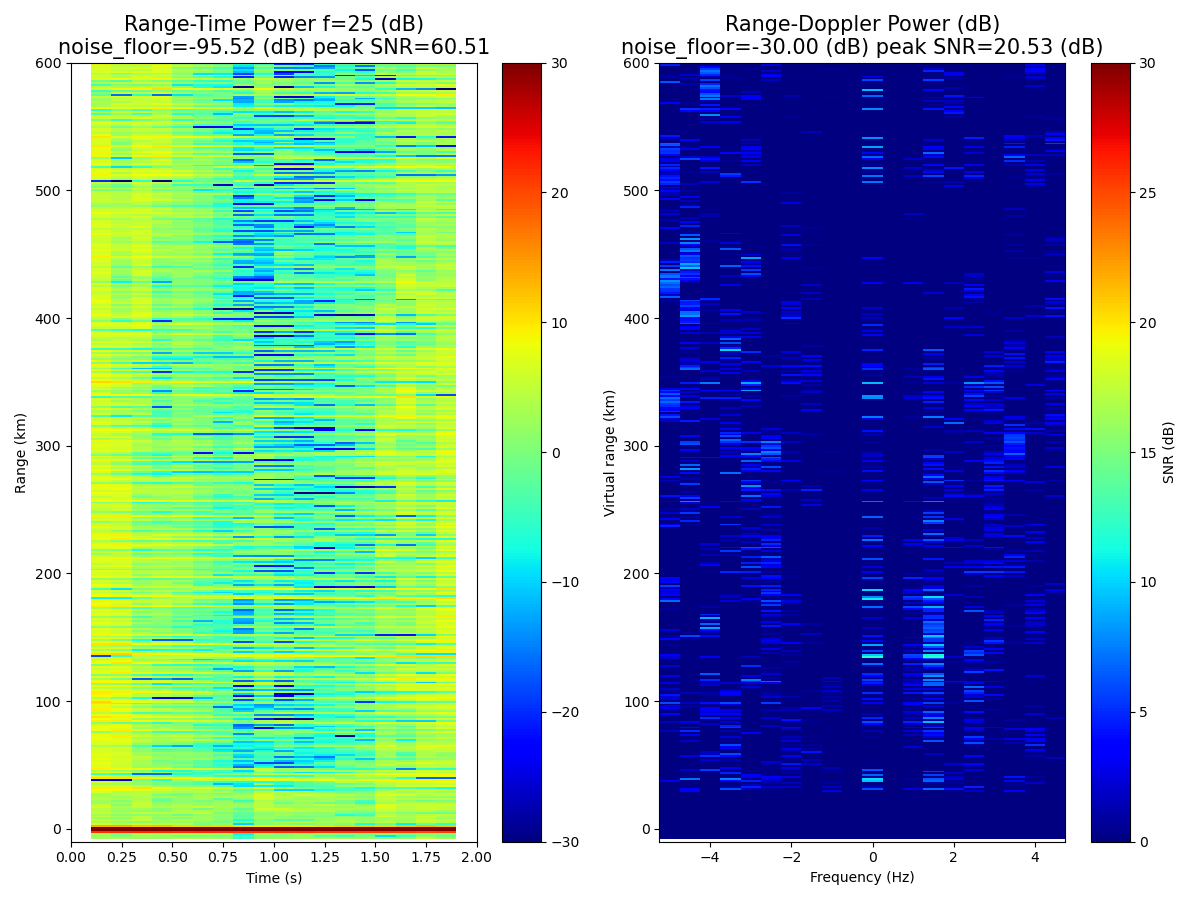 Range-Time Power f=25 (dB)
noise_floor=-95.52 (dB) peak SNR=60.51
600
500
400
300
200
100
0
Range (km)
0.00 0.25 0.50 0.75 1.00 1.25 1.50 1.75 2.00
Time (s)
30
20
10
0
−10
−20
−30
Range-Doppler Power (dB)
noise_floor=-30.00 (dB) peak SNR=20.53 (dB)
600
500
400
300
200
100
0
Virtual range (km)
−4 −2 0 2 4
Frequency (Hz)
30
25
20
15
10
5
0
SNR (dB)